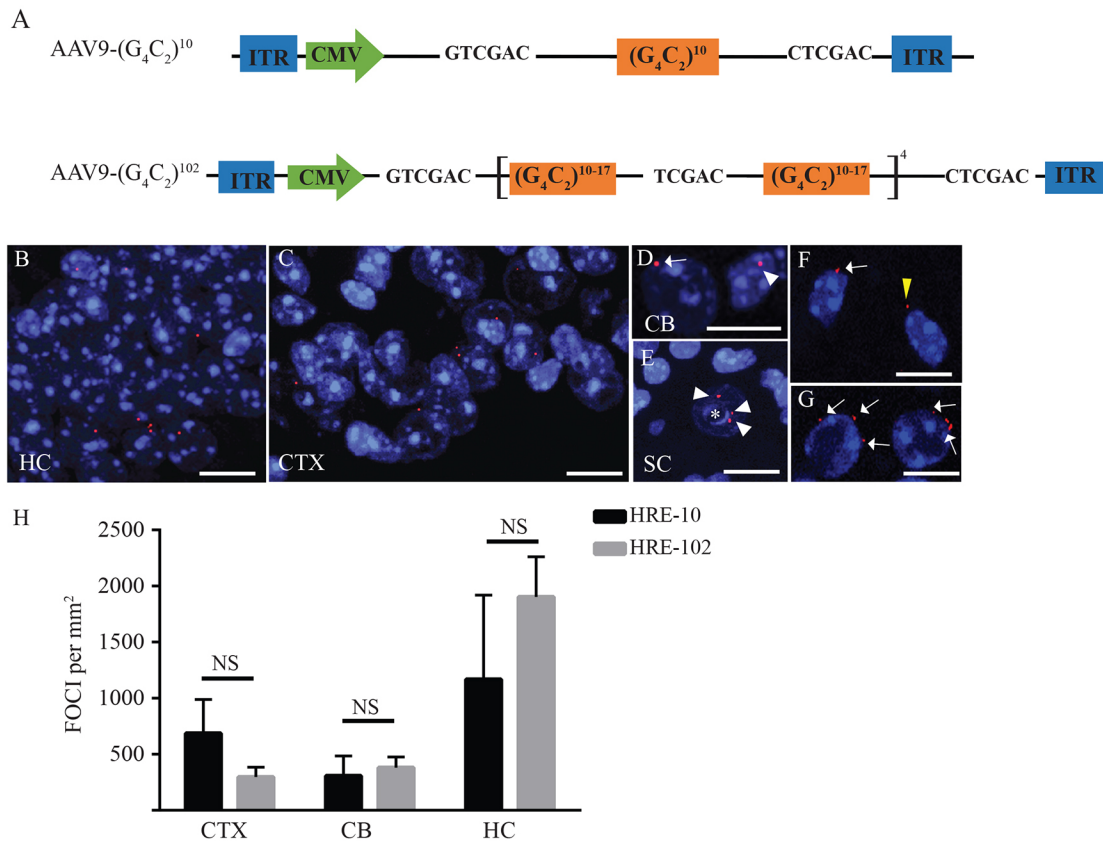 A
AAV9-(G₄C₂)¹⁰ ITR CMV GTCGAC (G₄C₂)¹⁰ CTCGAC ITR
AAV9-(G₄C₂)¹⁰² ITR CMV GTCGAC [(G₄C₂)¹⁰⁻¹⁷ TCGAC (G₄C₂)¹⁰⁻¹⁷]⁴ CTCGAC ITR
B
HC
C
CTX
D
CB
E
*
SC
F
G
H
HRE-10
HRE-102
FOCI per mm²
2500
2000
1500
1000
500
NS
NS
NS
CTX CB HC